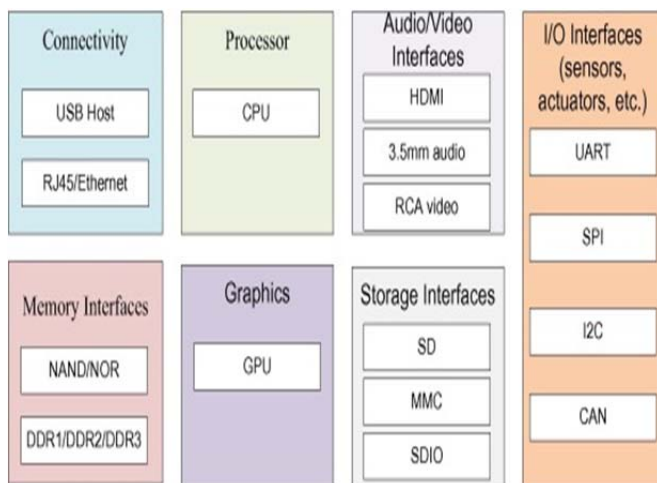 Connectivity
USB Host
RJ45/Ethernet
Processor
CPU
Audio/Video
Interfaces
HDMI
3.5mm audio
RCA video
I/O Interfaces
(sensors,
actuators, etc.)
UART
SPI
I2C
CAN
Memory Interfaces
NAND/NOR
DDR1/DDR2/DDR3
Graphics
GPU
Storage Interfaces
SD
MMC
SDIO